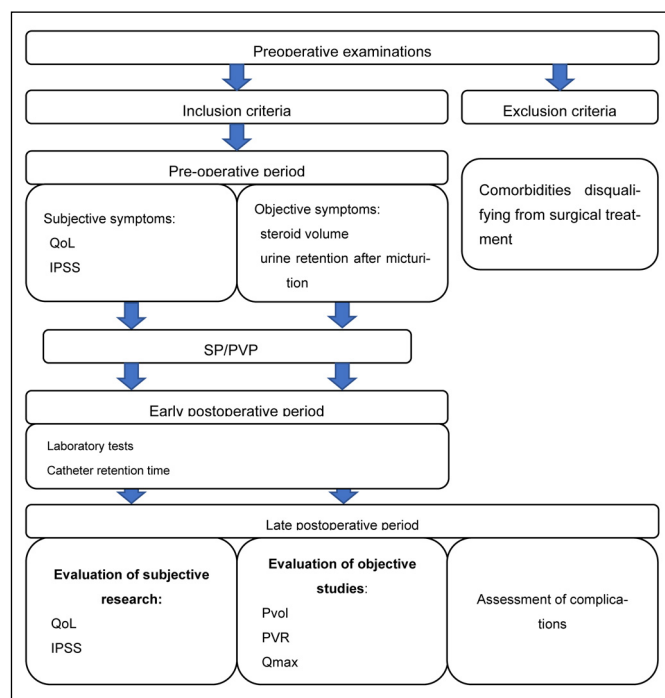 Preoperative examinations
Inclusion criteria
Exclusion criteria
Pre-operative period
Subjective symptoms:
QoL
IPSS
Objective symptoms:
steroid volume
urine retention after micturi-
tion
Comorbidities disquali-
fying from surgical treat-
ment
SP/PVP
Early postoperative period
Laboratory tests
Catheter retention time
Late postoperative period
Evaluation of subjective
research:
QoL
IPSS
Evaluation of objective
studies:
Pvol
PVR
Qmax
Assessment of complica-
tions